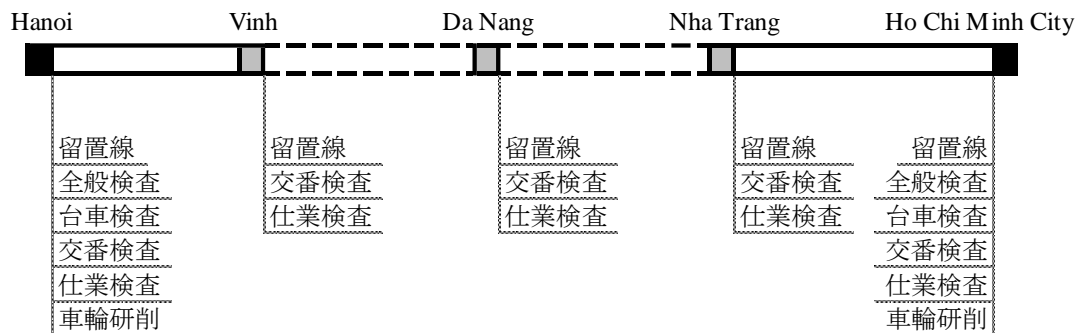 Hanoi Vinh Da Nang Nha Trang Ho Chi Minh City
留置線 留置線 留置線 留置線 留置線
全般検査 交番検査 交番検査 交番検査 全般検査
台車検査 仕業検査 仕業検査 仕業検査 台車検査
交番検査 交番検査
仕業検査 仕業検査
車輪研削 車輪研削